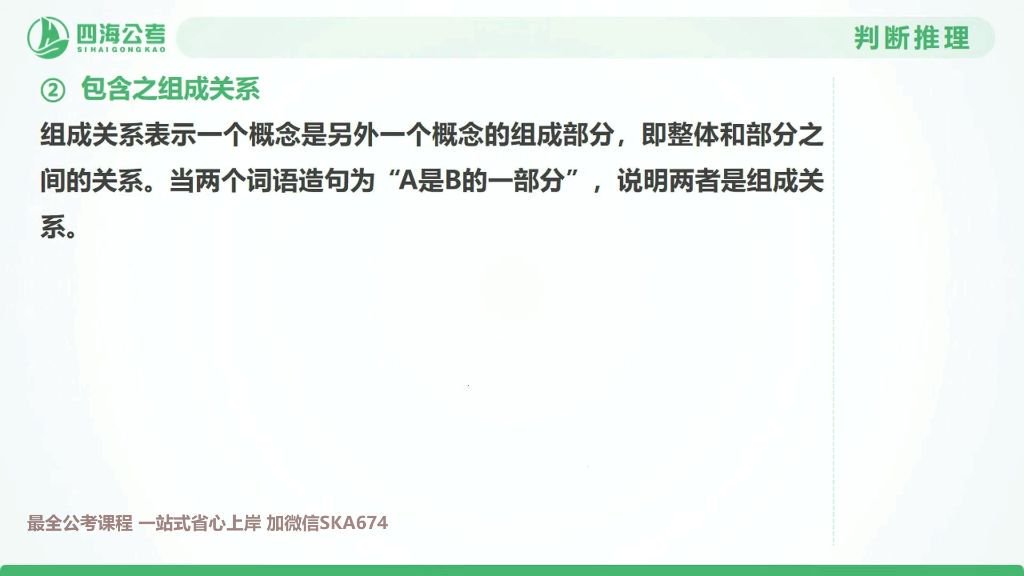 四海公考
SIHAIGONGKAO
判断推理
② 包含之组成关系
组成关系表示一个概念是另外一个概念的组成部分，即整体和部分之
间的关系。当两个词语造句为“A是B的一部分”，说明两者是组成关
系。
最全公考课程 一站式省心上岸 加微信SKA674